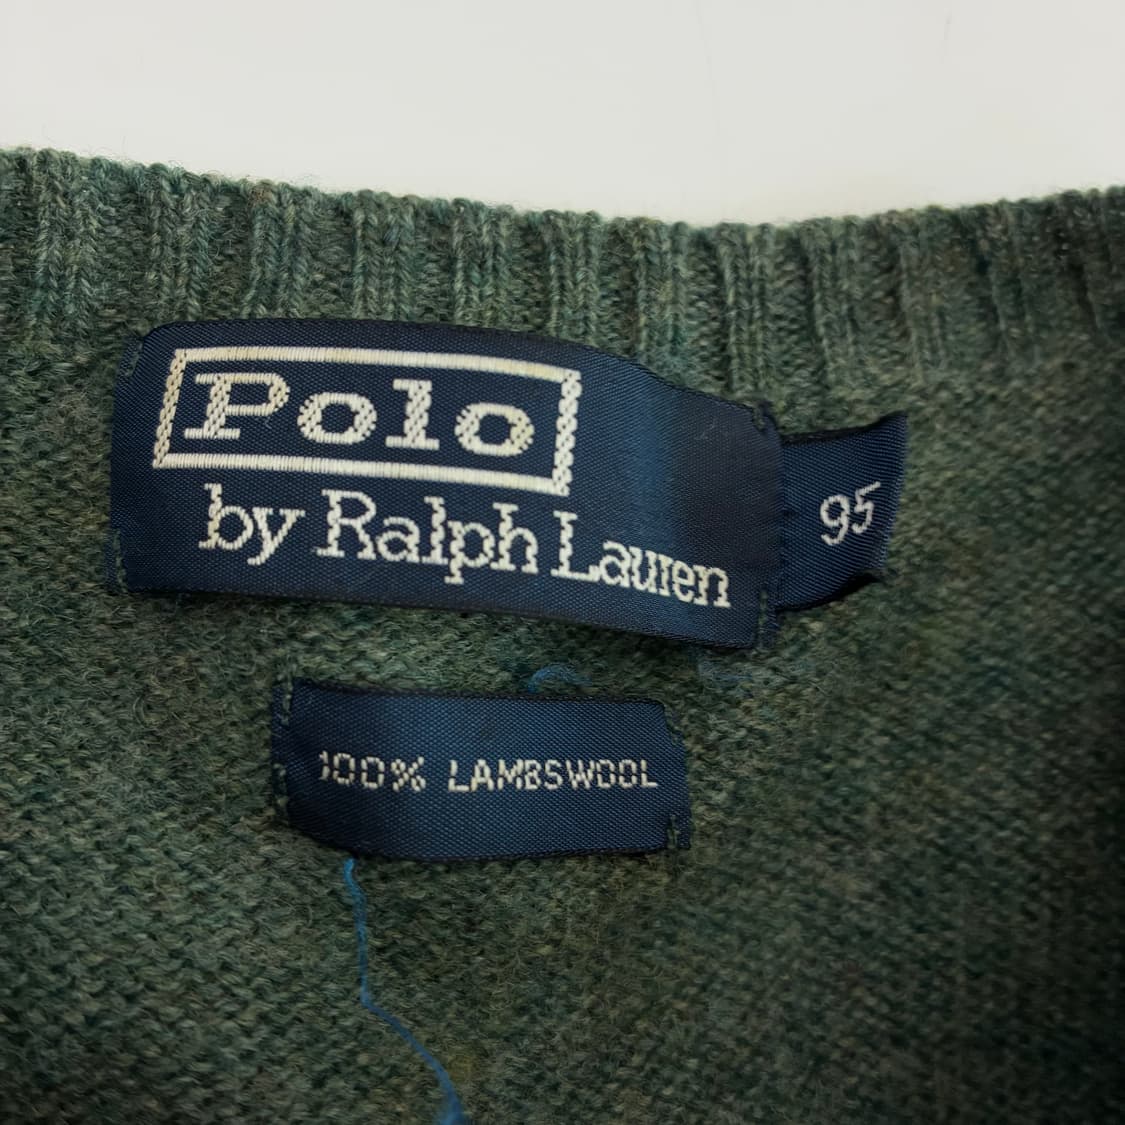 Polo
by Ralph Lauren
95
100% LAMBSWOOL